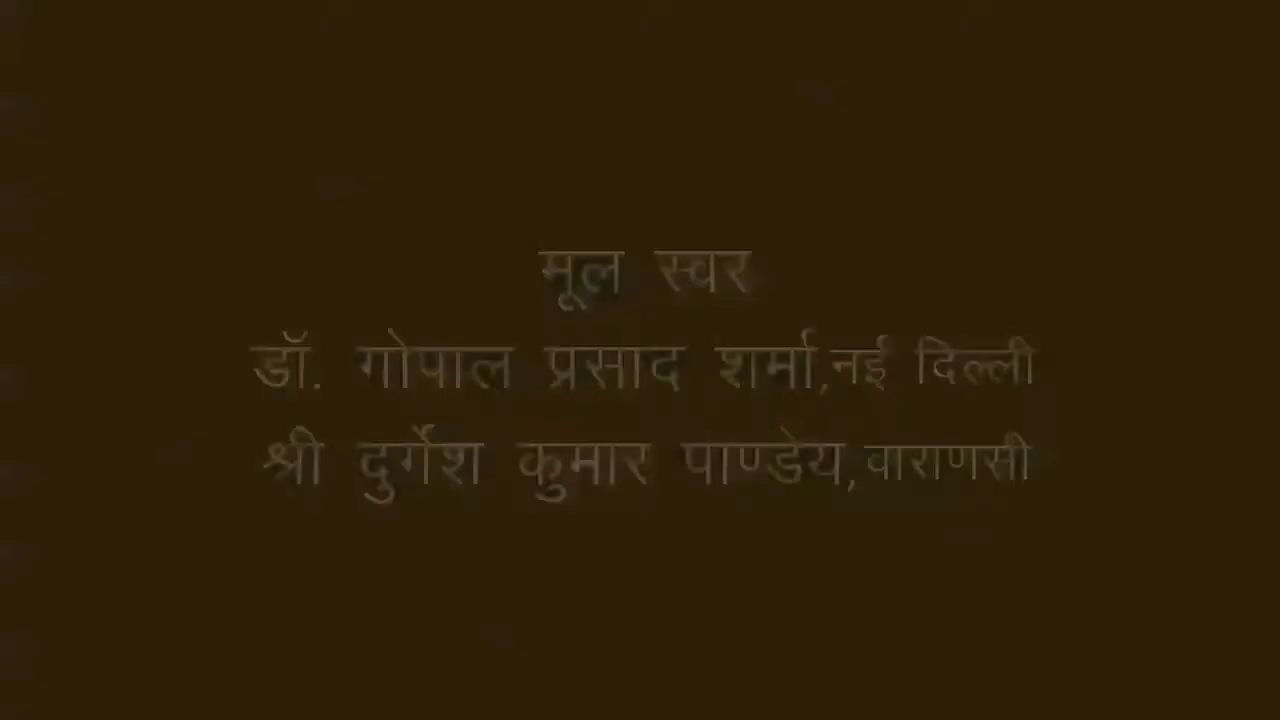 मूल स्वर
डॉ. गोपाल प्रसाद शर्मा,नई दिल्ली
श्री दुर्गेश कुमार पाण्डेय,वाराणसी